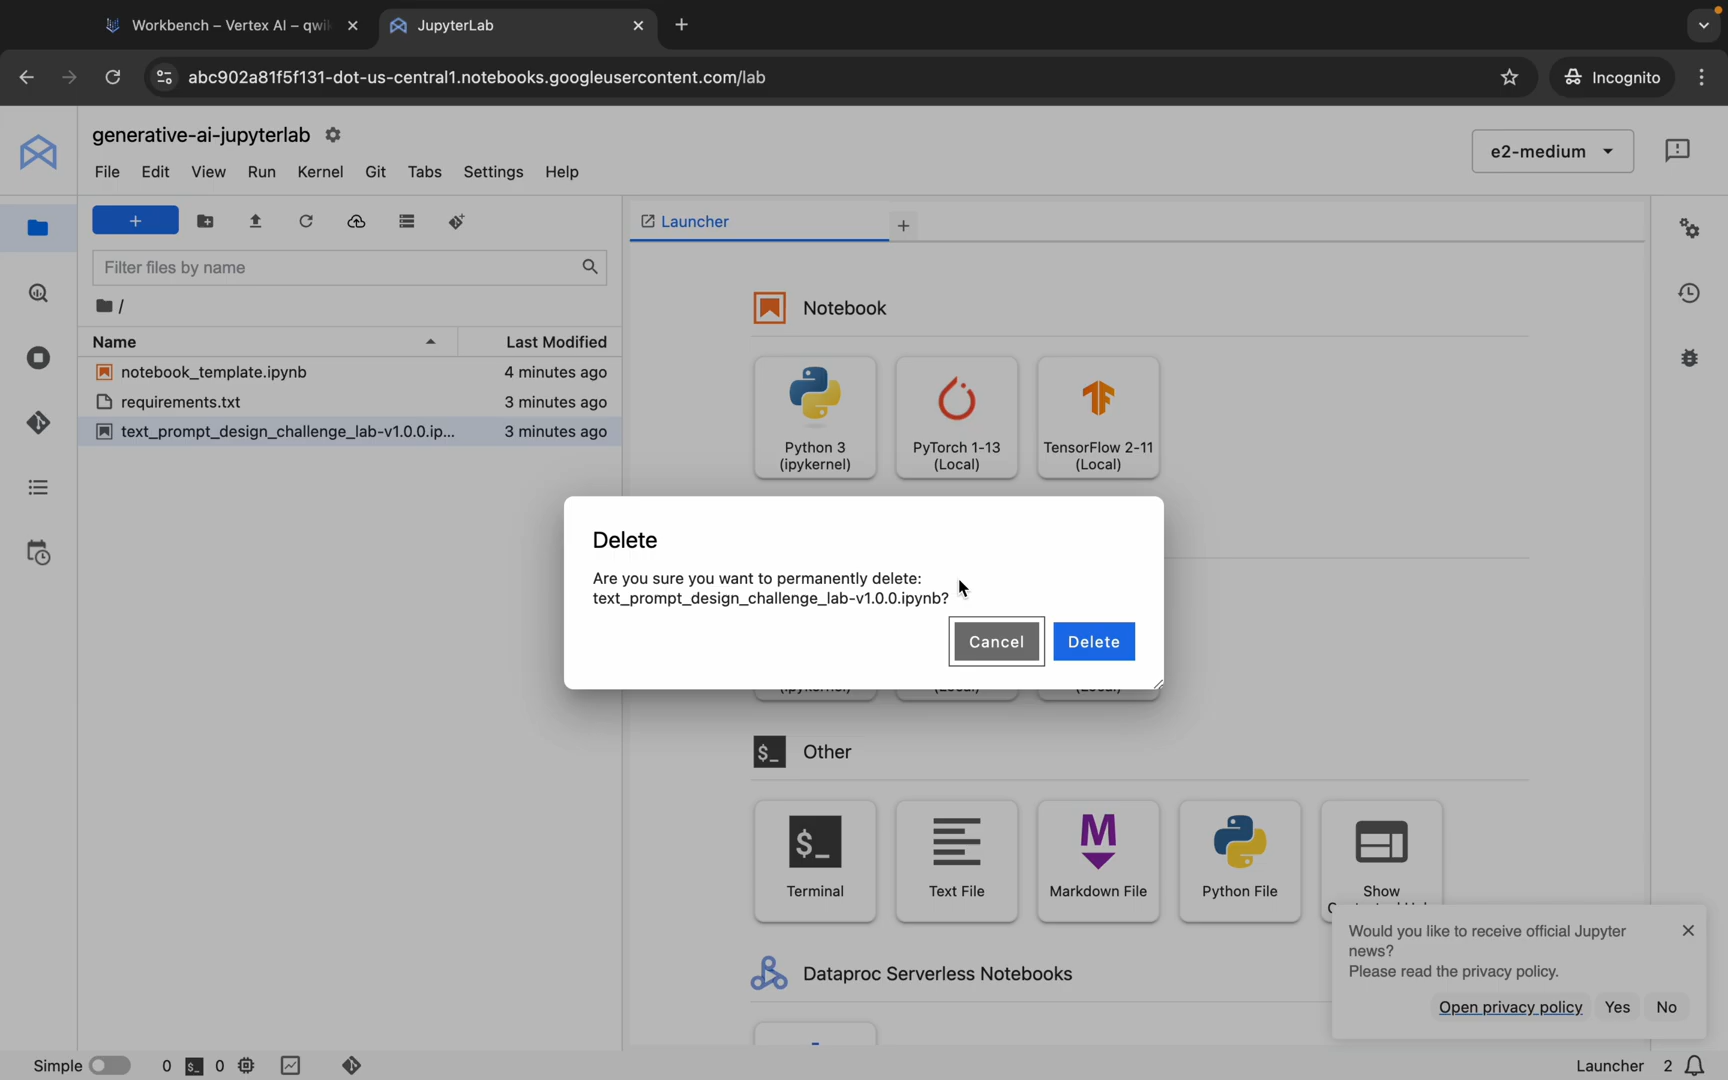 Workbench – Vertex AI – qwi
JupyterLab
abc902a81f5f131-dot-us-central1.notebooks.googleusercontent.com/lab
Incognito
generative-ai-jupyterlab
e2-medium
File Edit View Run Kernel Git Tabs Settings Help
Launcher
Filter files by name
/
Name Last Modified
notebook_template.ipynb 4 minutes ago
requirements.txt 3 minutes ago
text_prompt_design_challenge_lab-v1.0.0.ip... 3 minutes ago
Notebook
Python 3
(ipykernel)
PyTorch 1-13
(Local)
TensorFlow 2-11
(Local)
Delete
Are you sure you want to permanently delete:
text_prompt_design_challenge_lab-v1.0.0.ipynb?
Cancel Delete
(ipykernel) (Local) (Local)
$_ Other
$_
Terminal
Text File
Markdown File
Python File
Show
Dataproc Serverless Notebooks
Would you like to receive official Jupyter
news?
Please read the privacy policy.
Open privacy policy Yes No
Simple 0 $_ 0 Launcher 2